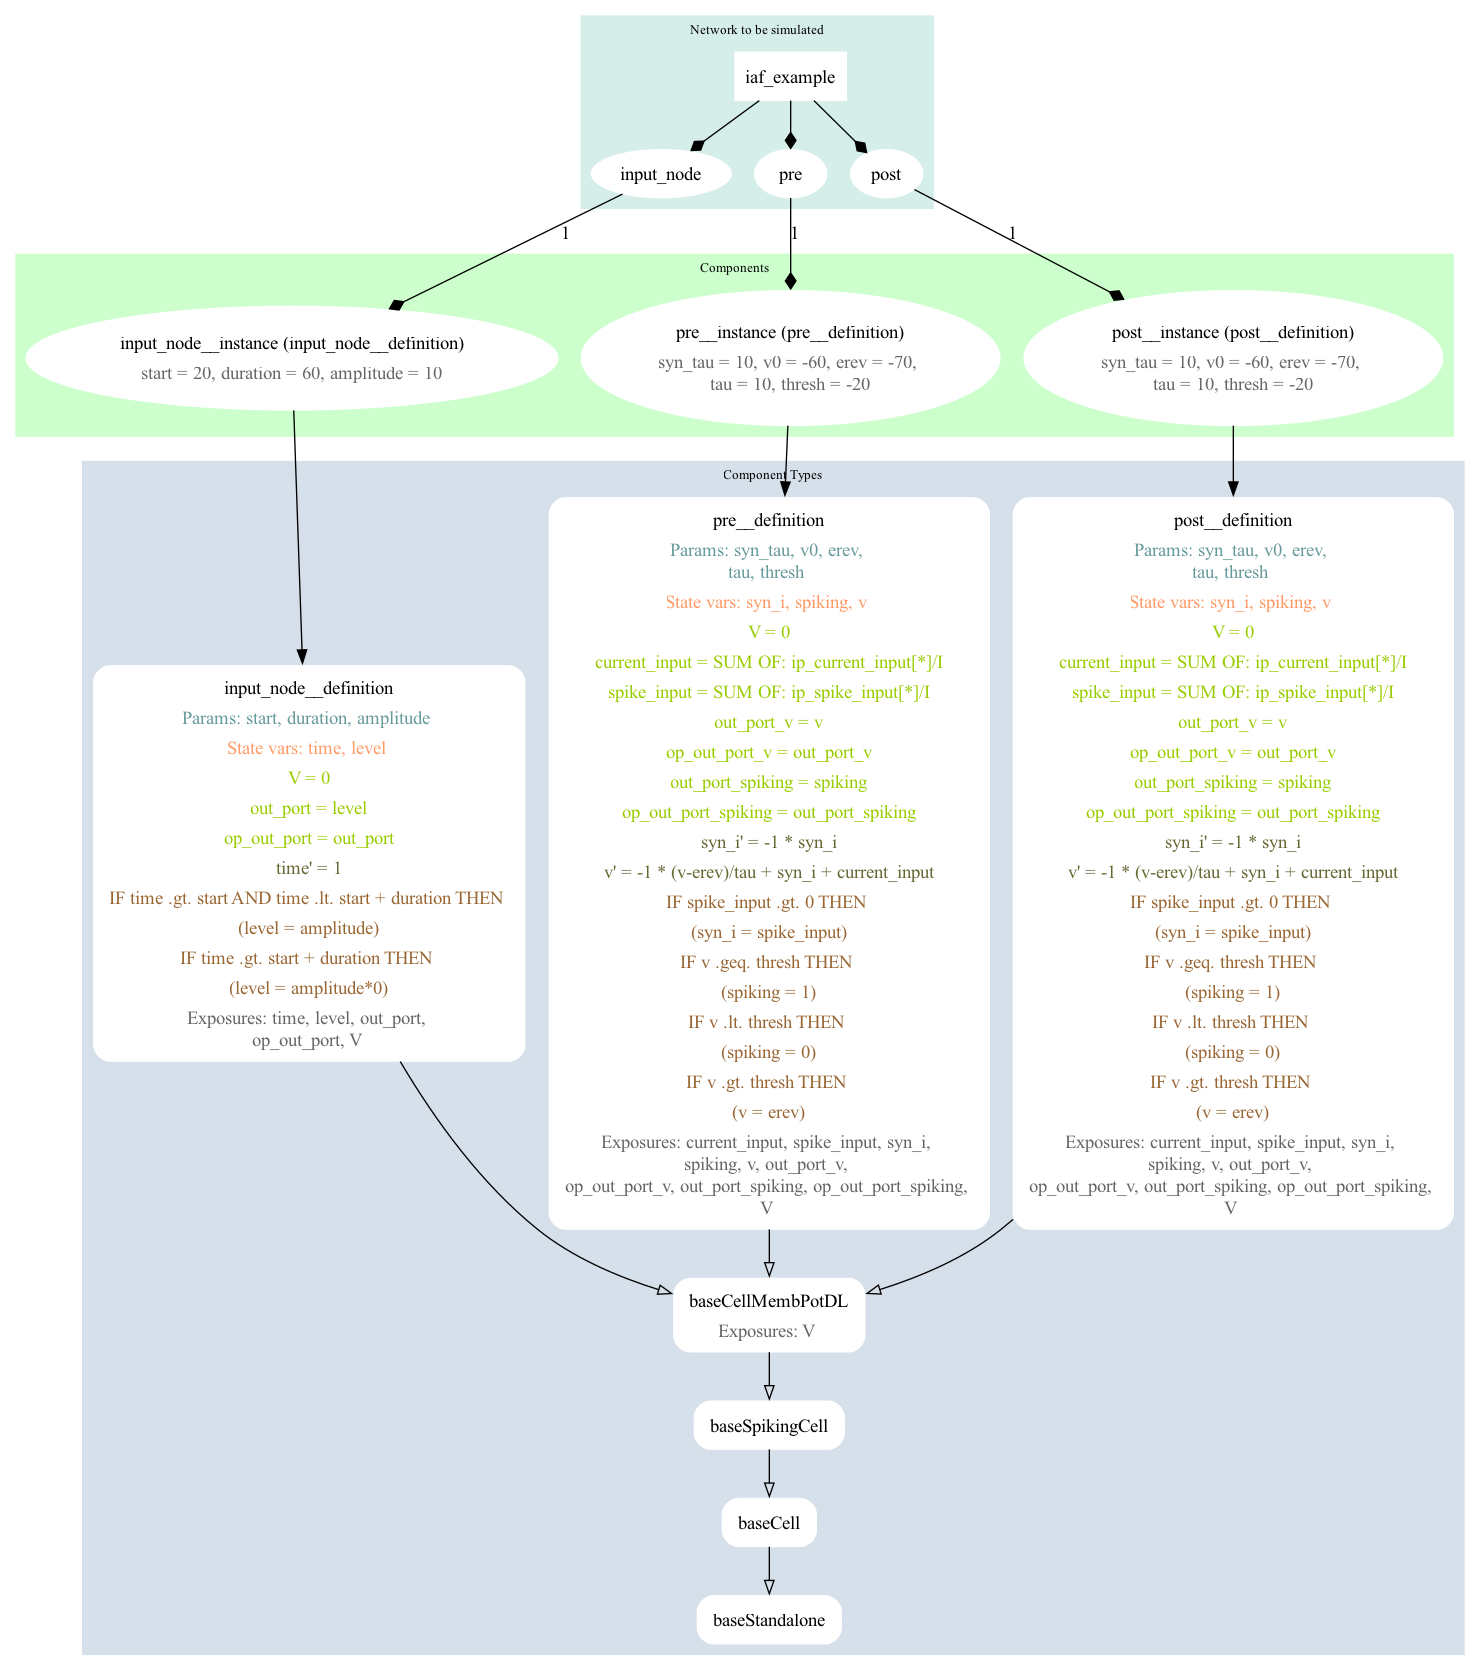 Network to be simulated
iaf_example
input_node
pre
post
1
1
1
Components
input_node__instance (input_node__definition)
start = 20, duration = 60, amplitude = 10
pre__instance (pre__definition)
syn_tau = 10, v0 = -60, erev = -70,
tau = 10, thresh = -20
post__instance (post__definition)
syn_tau = 10, v0 = -60, erev = -70,
tau = 10, thresh = -20
Component Types
input_node__definition
Params: start, duration, amplitude
State vars: time, level
V = 0
out_port = level
op_out_port = out_port
time' = 1
IF time .gt. start AND time .lt. start + duration THEN
(level = amplitude)
IF time .gt. start + duration THEN
(level = amplitude*0)
Exposures: time, level, out_port,
op_out_port, V
pre__definition
Params: syn_tau, v0, erev,
tau, thresh
State vars: syn_i, spiking, v
V = 0
current_input = SUM OF: ip_current_input[*]/I
spike_input = SUM OF: ip_spike_input[*]/I
out_port_v = v
op_out_port_v = out_port_v
out_port_spiking = spiking
op_out_port_spiking = out_port_spiking
syn_i' = -1 * syn_i
v' = -1 * (v-erev)/tau + syn_i + current_input
IF spike_input .gt. 0 THEN
(syn_i = spike_input)
IF v .geq. thresh THEN
(spiking = 1)
IF v .lt. thresh THEN
(spiking = 0)
IF v .gt. thresh THEN
(v = erev)
Exposures: current_input, spike_input, syn_i,
spiking, v, out_port_v,
op_out_port_v, out_port_spiking, op_out_port_spiking,
V
post__definition
Params: syn_tau, v0, erev,
tau, thresh
State vars: syn_i, spiking, v
V = 0
current_input = SUM OF: ip_current_input[*]/I
spike_input = SUM OF: ip_spike_input[*]/I
out_port_v = v
op_out_port_v = out_port_v
out_port_spiking = spiking
op_out_port_spiking = out_port_spiking
syn_i' = -1 * syn_i
v' = -1 * (v-erev)/tau + syn_i + current_input
IF spike_input .gt. 0 THEN
(syn_i = spike_input)
IF v .geq. thresh THEN
(spiking = 1)
IF v .lt. thresh THEN
(spiking = 0)
IF v .gt. thresh THEN
(v = erev)
Exposures: current_input, spike_input, syn_i,
spiking, v, out_port_v,
op_out_port_v, out_port_spiking, op_out_port_spiking,
V
baseCellMembPotDL
Exposures: V
baseSpikingCell
baseCell
baseStandalone